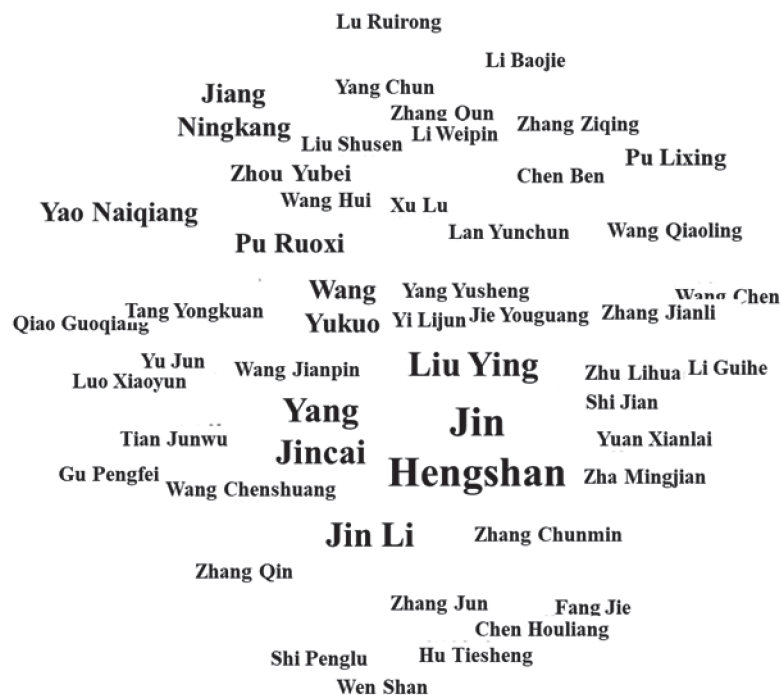 Lu Ruirong
Li Baojie
Yang Chun
Jiang
Ningkang
Zhang Qun
Zhang Ziqing
Li Weipin
Liu Shusen
Pu Lixing
Zhou Yubei
Chen Ben
Wang Hui
Xu Lu
Yao Naiqiang
Lan Yunchun
Wang Qiaoling
Pu Ruoxi
Wang
Yukuo
Yang Yusheng
Wang Chen
Qiao Guoqiang
Tang Yongkuan
Yi Lijun
Jie Youguang
Zhang Jianli
Yu Jun
Luo Xiaoyun
Wang Jianpin
Liu Ying
Zhu Lihua
Li Guihe
Shi Jian
Yang
Jincai
Jin
Hengshan
Tian Junwu
Yuan Xianlai
Gu Pengfei
Wang Chenshuang
Zha Mingjian
Jin Li
Zhang Chunmin
Zhang Qin
Zhang Jun
Fang Jie
Chen Houliang
Shi Penglu
Hu Tiesheng
Wen Shan